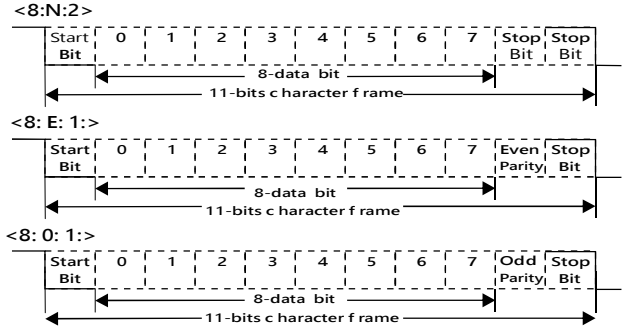 <8:N:2>
Start 0 1 2 3 4 5 6 7 Stop Stop
Bit Bit Bit
8-data bit
11-bits c haracter f rame
<8: E: 1:>
Start 0 1 2 3 4 5 6 7 Even Stop
Bit Parity Bit
8-data bit
11-bits c haracter f rame
<8: 0: 1:>
Start 0 1 2 3 4 5 6 7 Odd Stop
Bit Parity Bit
8-data bit
11-bits c haracter f rame